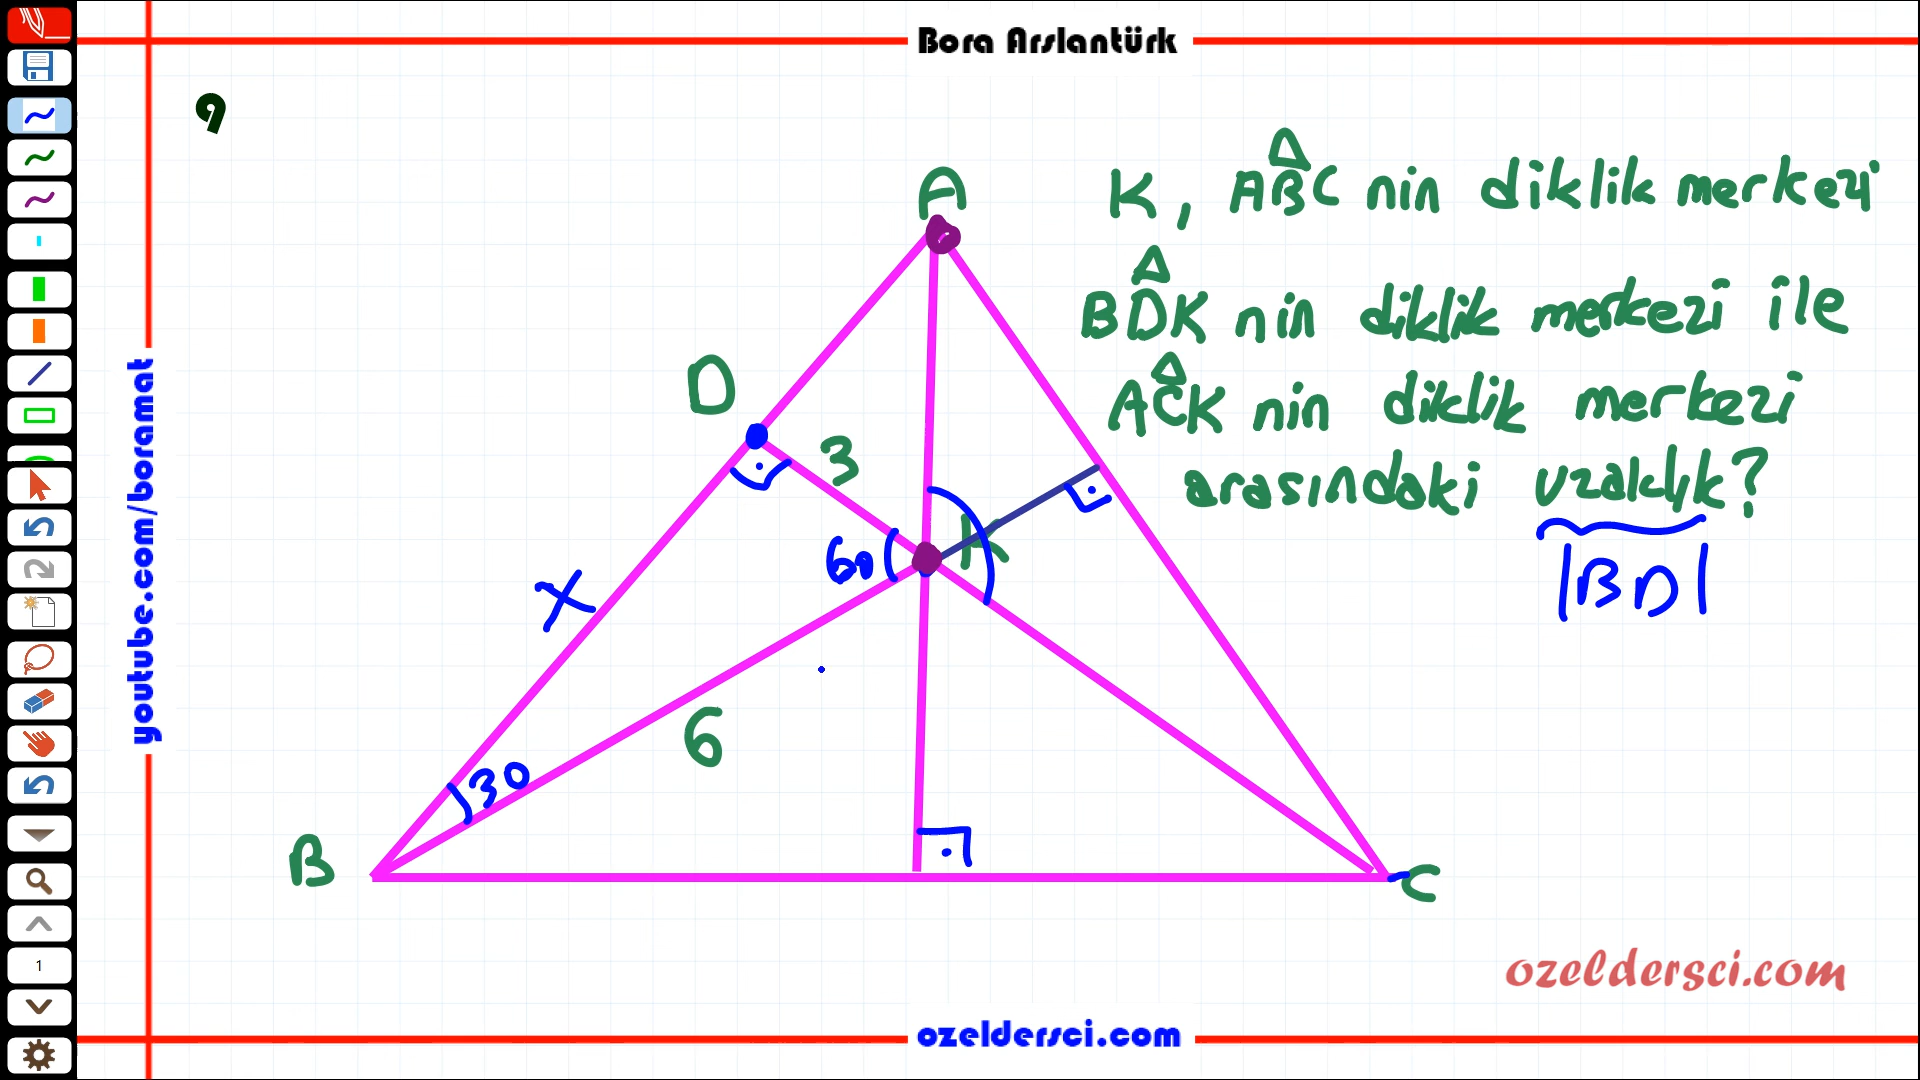 Bora Arslantürk
9
A
K, ABC nin diklik merkezi
BDK nin diklik merkezi ile
ACK nin diklik merkezi
arasındaki uzaklık?
|BD|
D
3
K
60
x
6
30
B
C
youtube.com/boramat
ozeldersci.com
ozeldersci.com
1